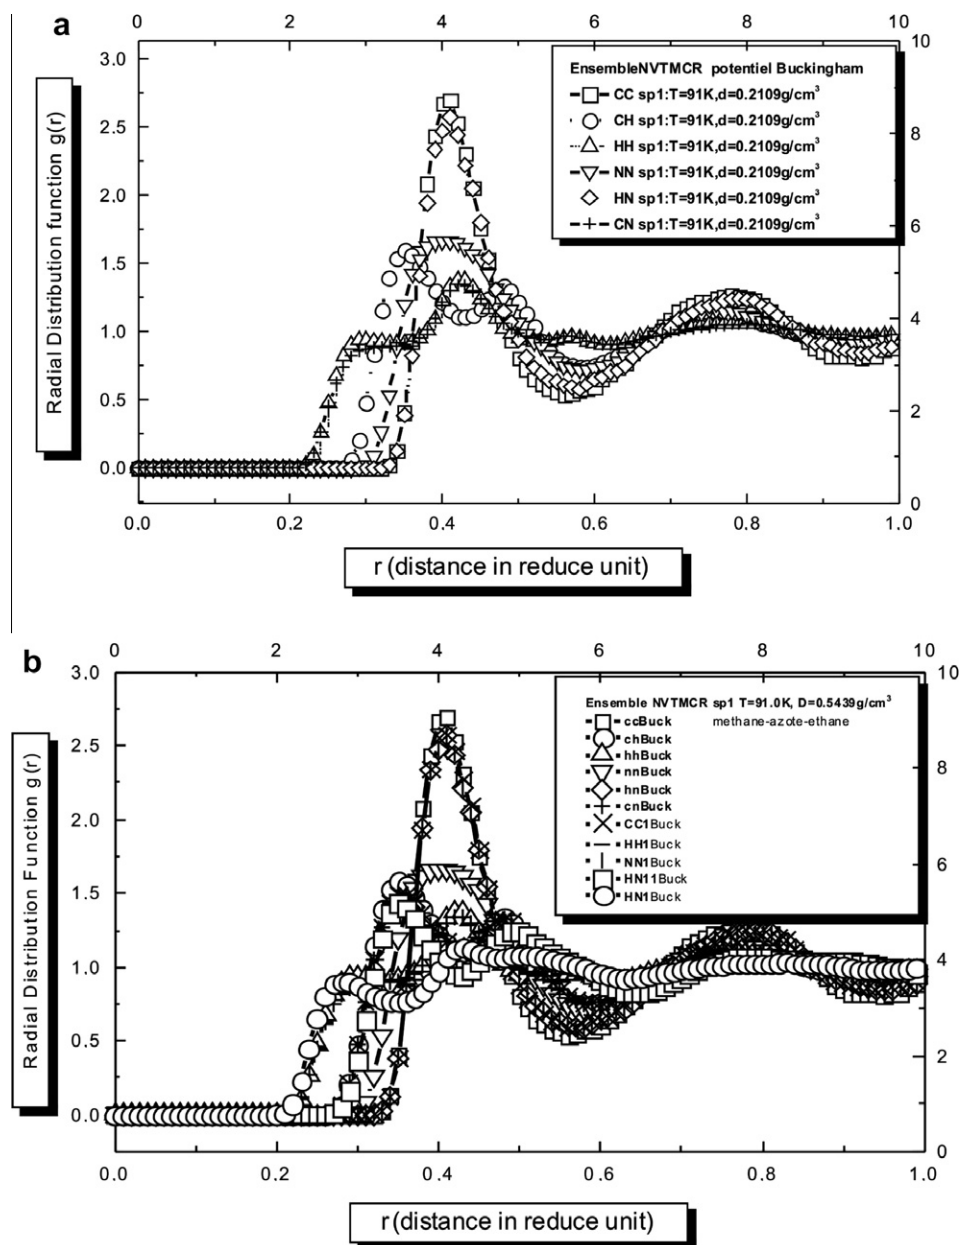 a
0 2 4 6 8 10
3.0
2.5
2.0
1.5
1.0
0.5
0.0
Radial Distribution function g(r)
EnsembleNVTMCR potentiel Buckingham
CC sp1:T=91K,d=0.2109g/cm³
CH sp1:T=91K,d=0.2109g/cm³
HH sp1:T=91K,d=0.2109g/cm³
NN sp1:T=91K,d=0.2109g/cm³
HN sp1:T=91K,d=0.2109g/cm³
CN sp1:T=91K,d=0.2109g/cm³
10
8
6
4
2
0
0.0 0.2 0.4 0.6 0.8 1.0
r (distance in reduce unit)
b
0 2 4 6 8 10
3.0
2.5
2.0
1.5
1.0
0.5
0.0
Radial Distribution Function g(r)
Ensemble NVTMCR sp1 T=91.0K, D=0.5439g/cm³
ccBuck methane-azote-ethane
chBuck
hhBuck
nnBuck
hnBuck
cnBuck
CC1Buck
HH1Buck
NN1Buck
HN11Buck
HN1Buck
10
8
6
4
2
0
0.0 0.2 0.4 0.6 0.8 1.0
r (distance in reduce unit)